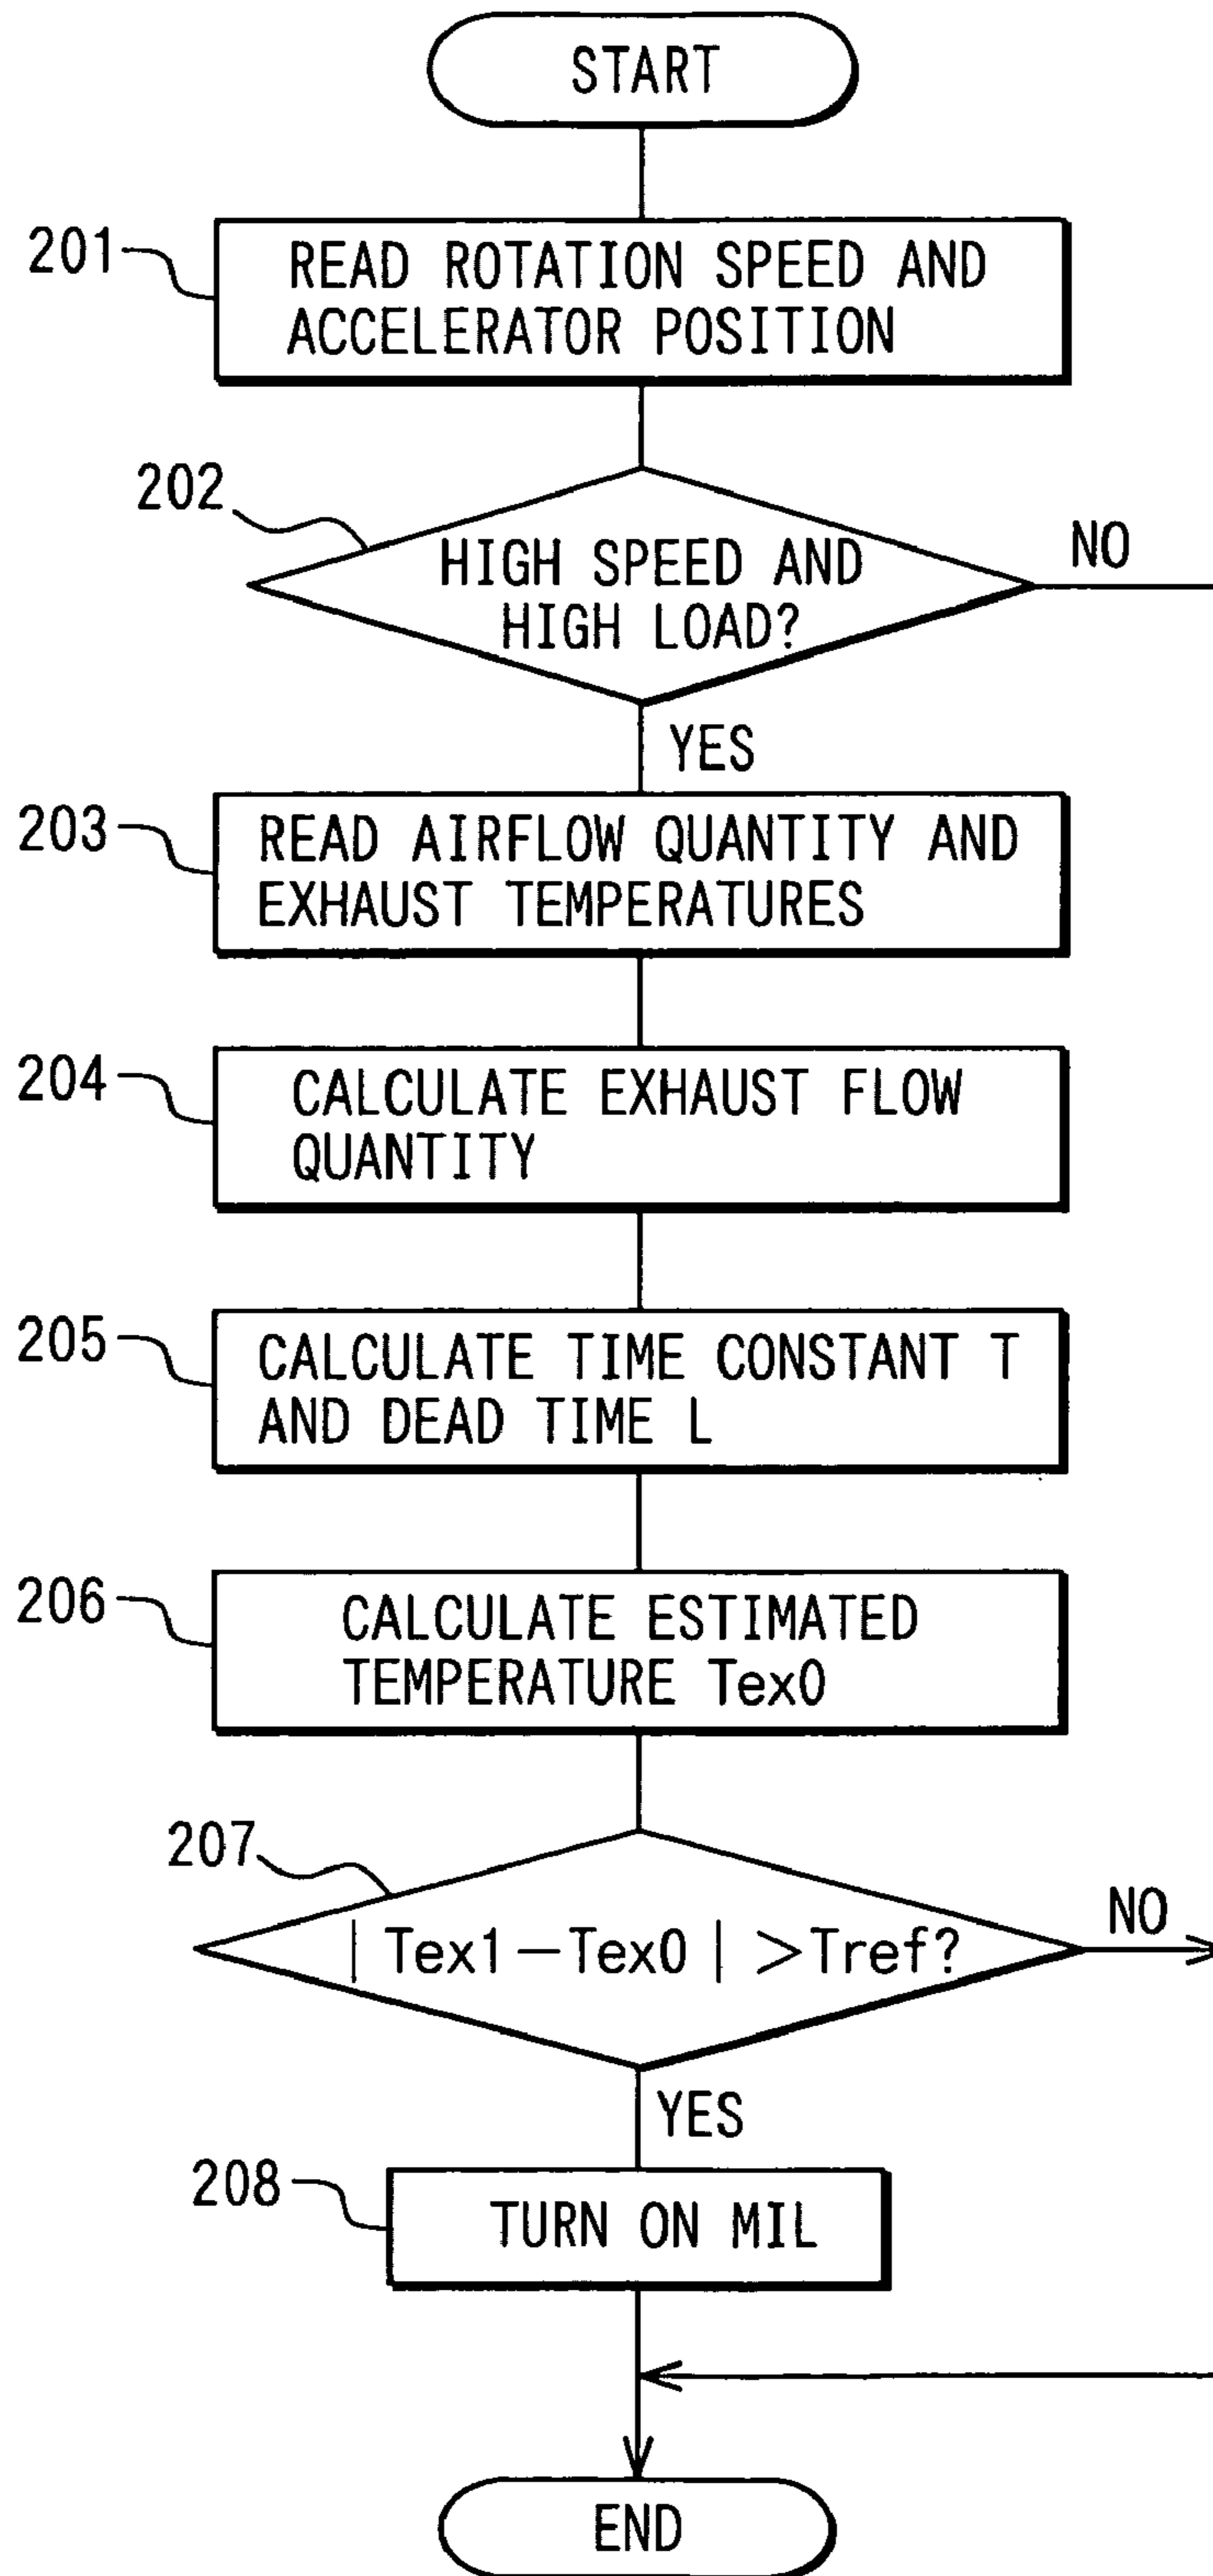 START
201
READ ROTATION SPEED AND
ACCELERATOR POSITION
202
HIGH SPEED AND
HIGH LOAD?
NO
YES
203
READ AIRFLOW QUANTITY AND
EXHAUST TEMPERATURES
204
CALCULATE EXHAUST FLOW
QUANTITY
205
CALCULATE TIME CONSTANT T
AND DEAD TIME L
206
CALCULATE ESTIMATED
TEMPERATURE Tex0
207
| Tex1−Tex0 | >Tref?
NO
YES
208
TURN ON MIL
END